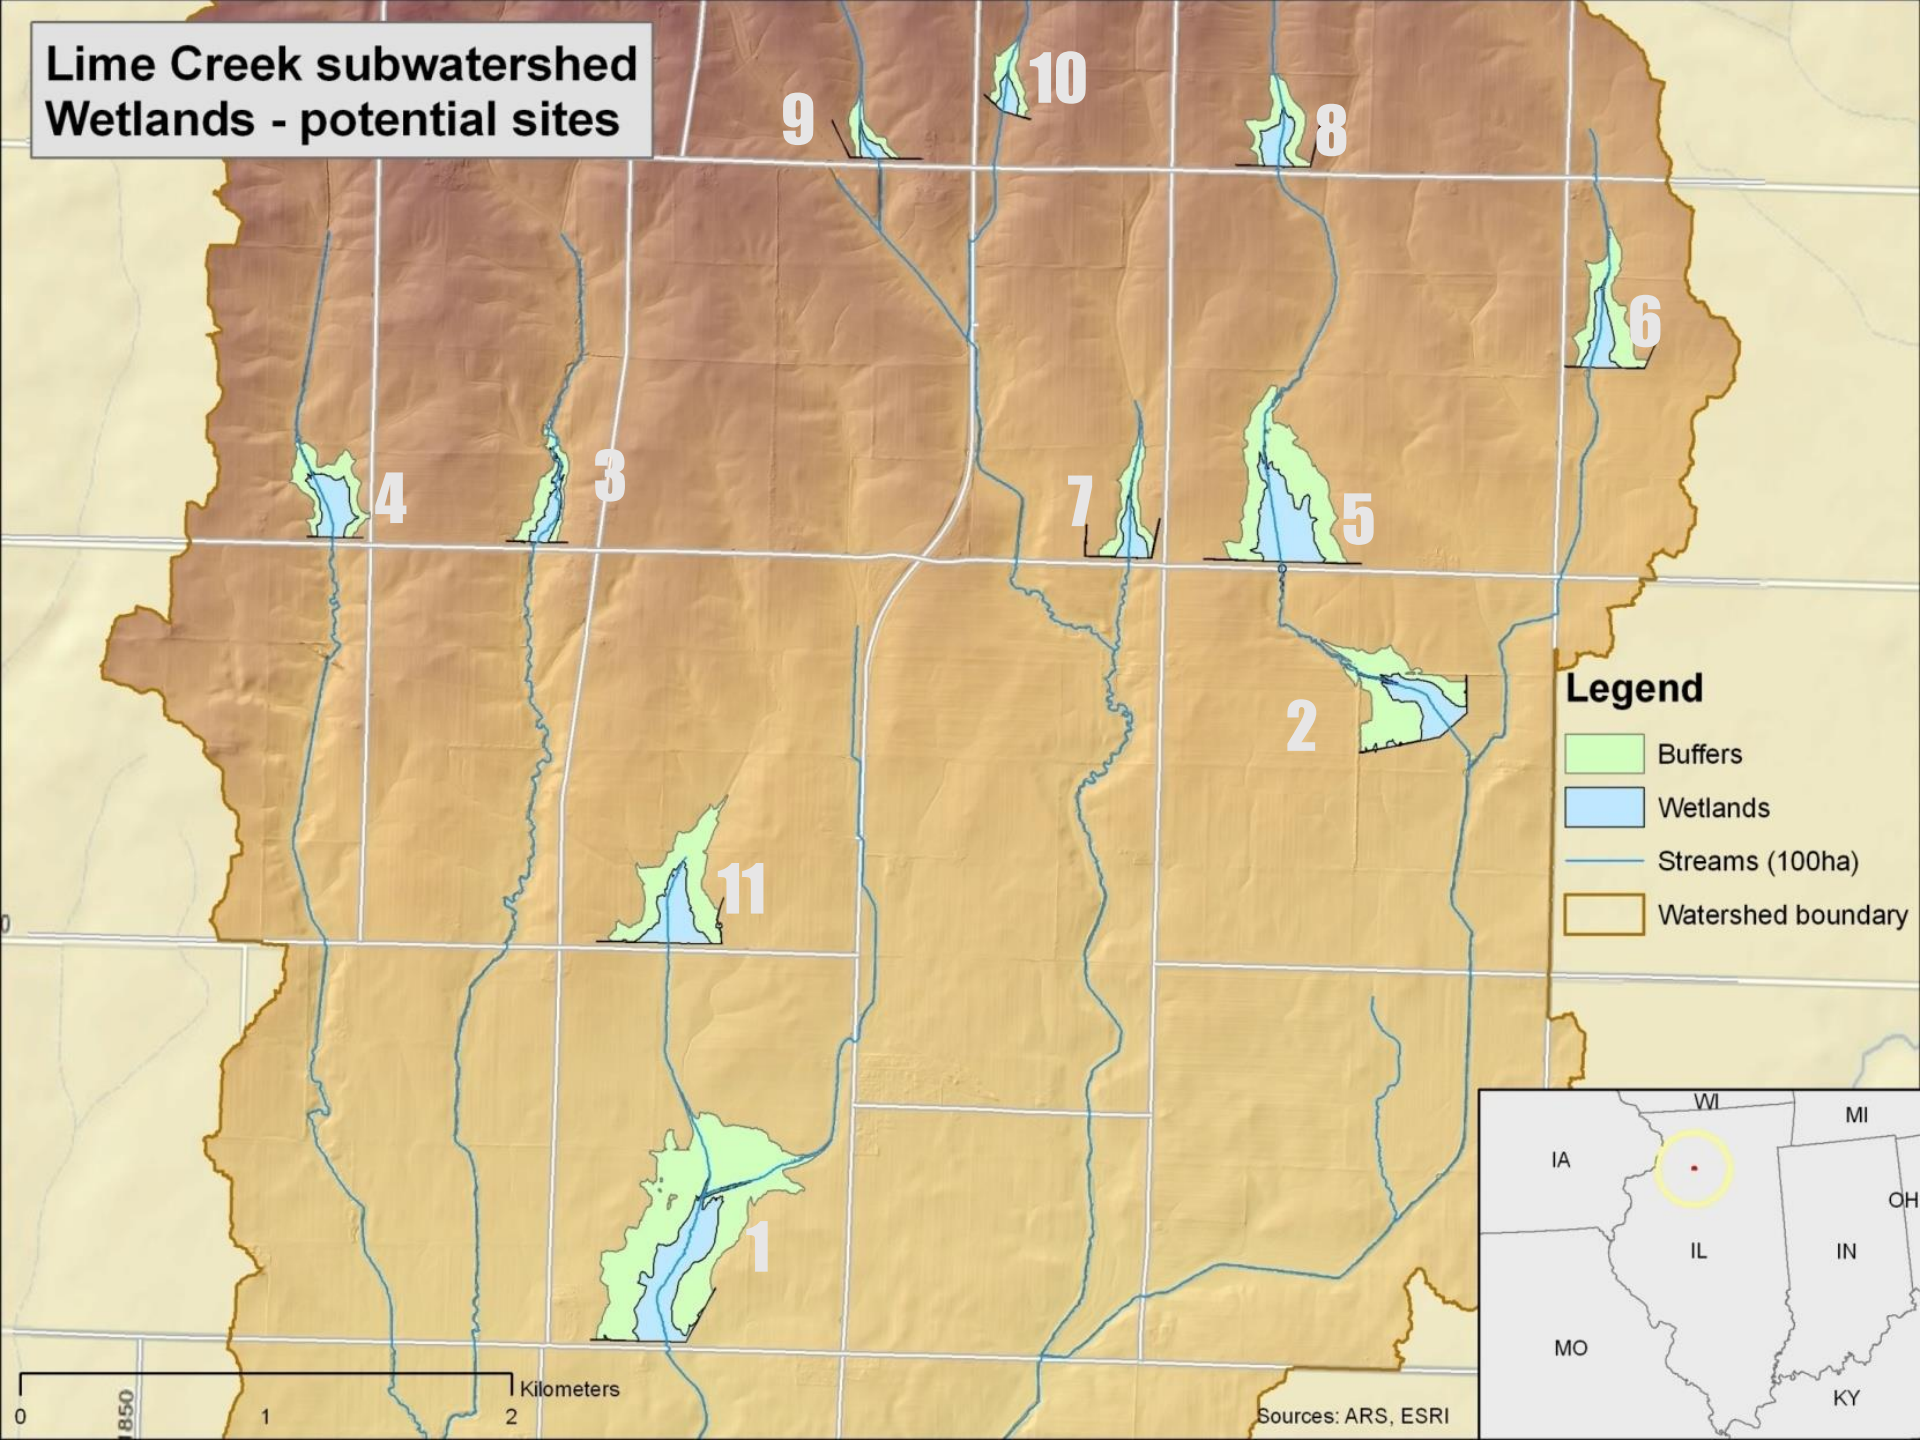 Lime Creek subwatershed
Wetlands - potential sites
10
9
8
6
3
4
7
5
2
11
1
Legend
Buffers
Wetlands
Streams (100ha)
Watershed boundary
0
WI
MI
IA
OH
IL
IN
MO
KY
Kilometers
0 1 2
1850
Sources: ARS, ESRI